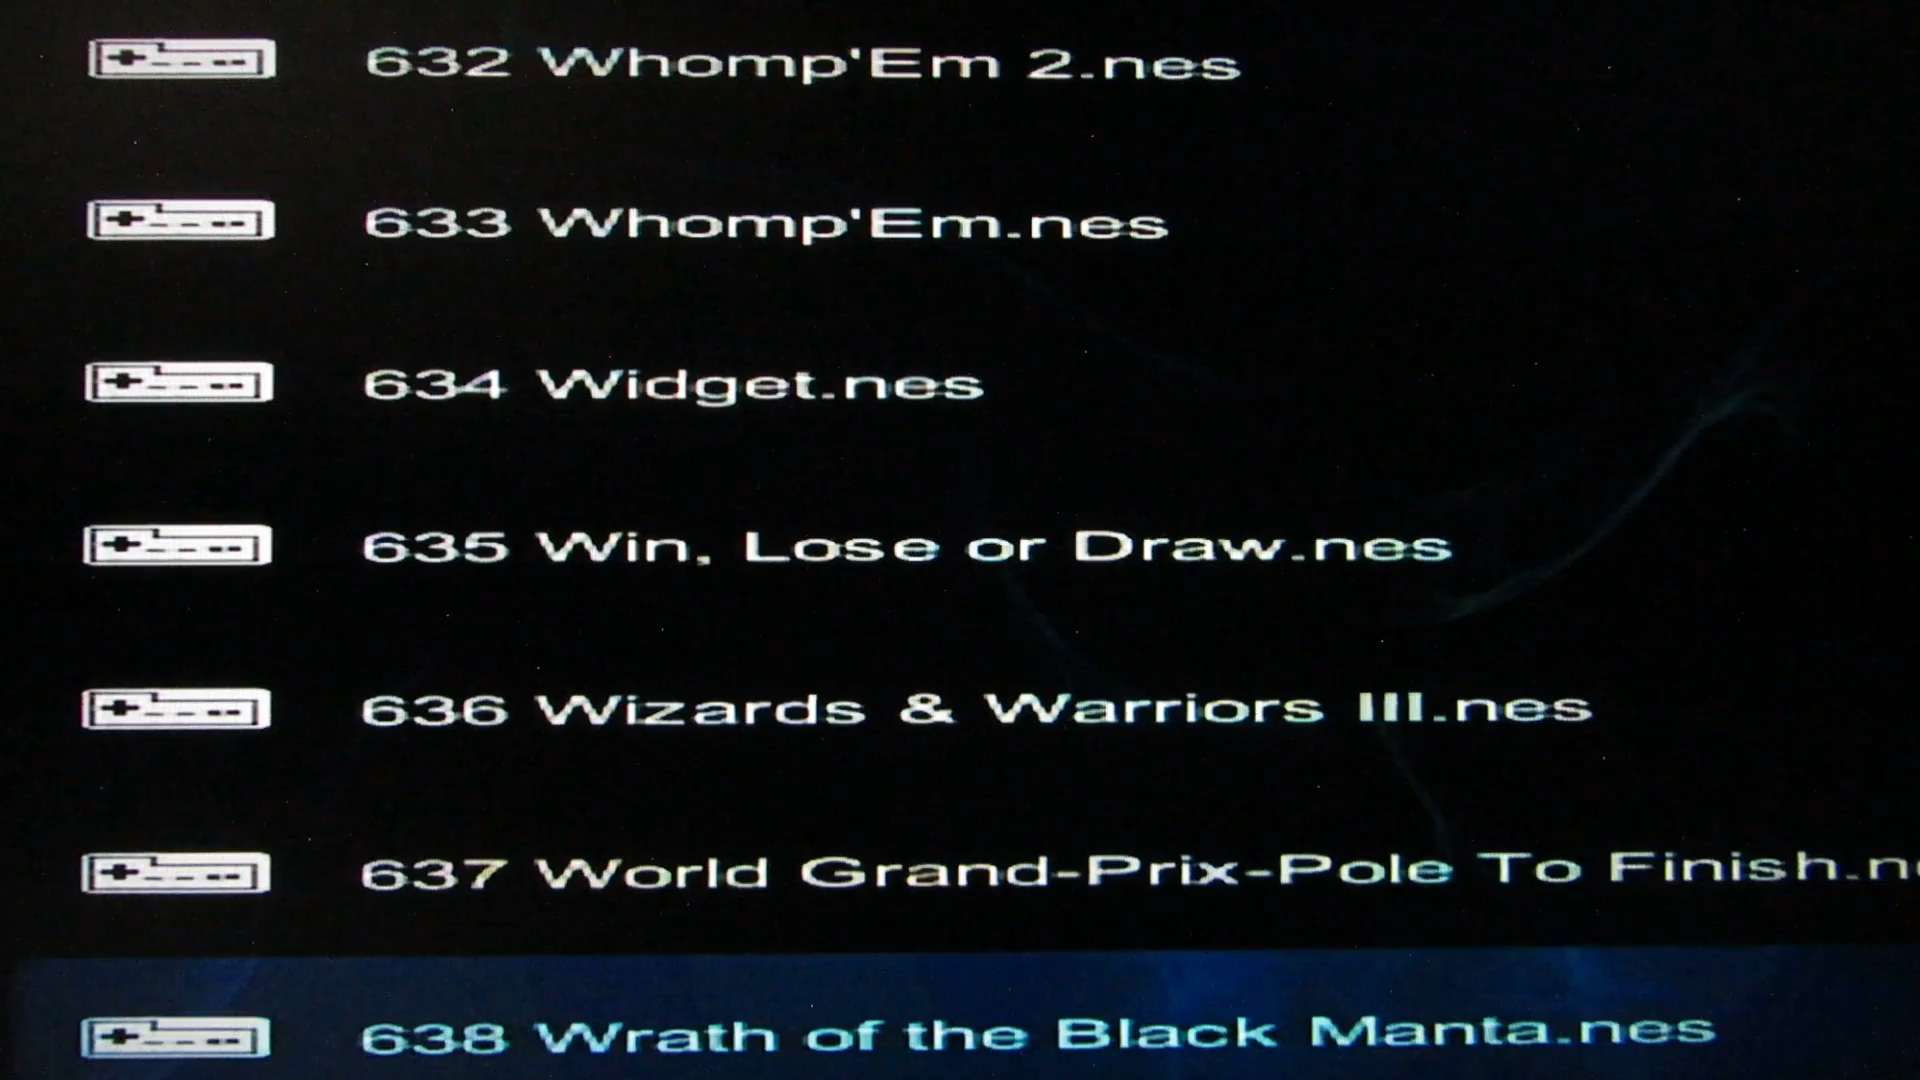 632 Whomp'Em 2.nes
633 Whomp'Em.nes
634 Widget.nes
635 Win, Lose or Draw.nes
636 Wizards & Warriors III.nes
637 World Grand-Prix-Pole To Finish.n
638 Wrath of the Black Manta.nes